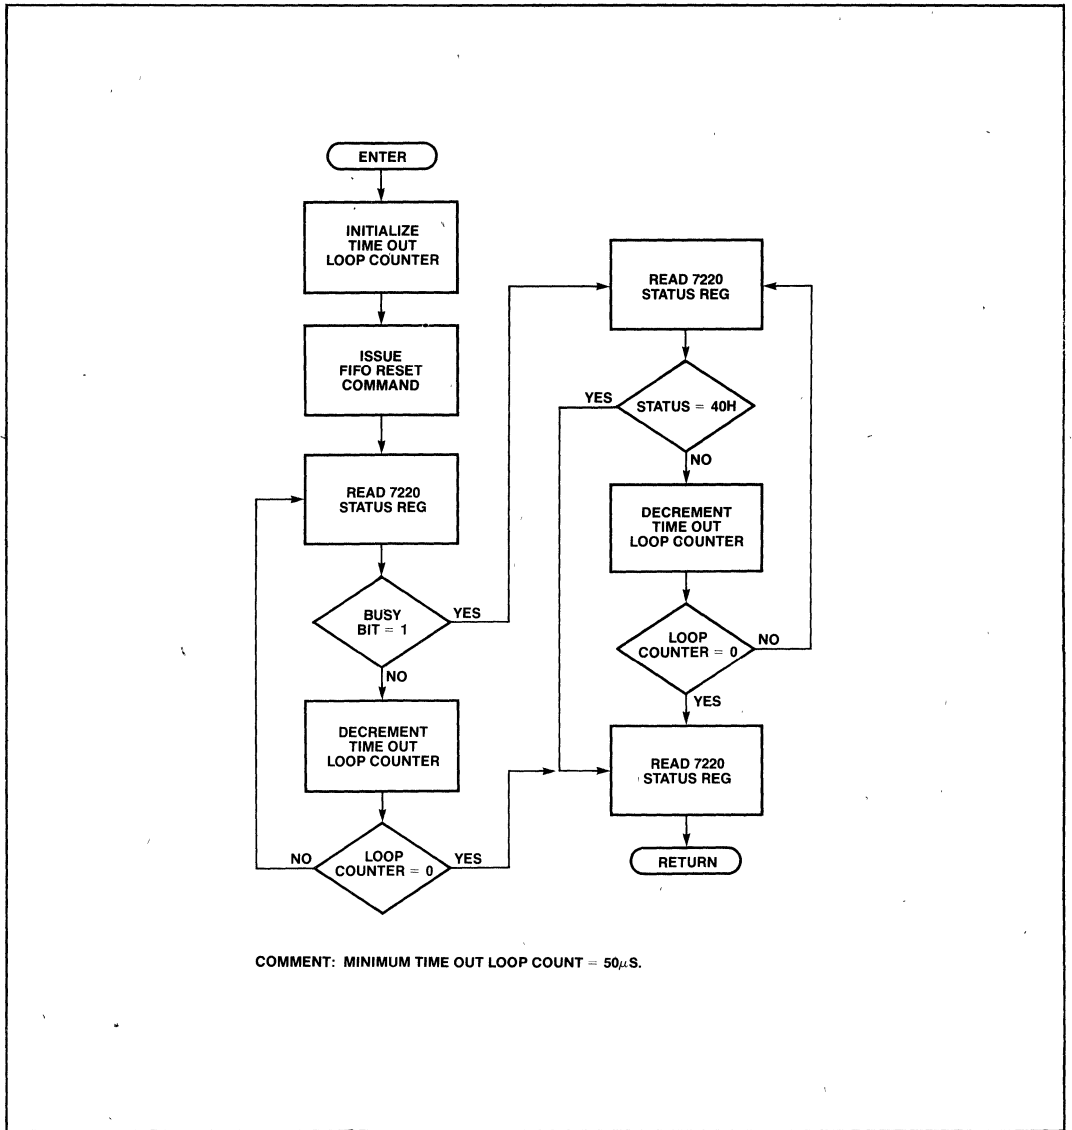 ENTER
INITIALIZE
TIME OUT
LOOP COUNTER
ISSUE
FIFO RESET
COMMAND
READ 7220
STATUS REG
BUSY
BIT = 1
YES
NO
DECREMENT
TIME OUT
LOOP COUNTER
LOOP
COUNTER = 0
NO
YES
READ 7220
STATUS REG
STATUS = 40H
YES
NO
DECREMENT
TIME OUT
LOOP COUNTER
LOOP
COUNTER = 0
NO
YES
READ 7220
STATUS REG
RETURN
COMMENT: MINIMUM TIME OUT LOOP COUNT = 50μS.